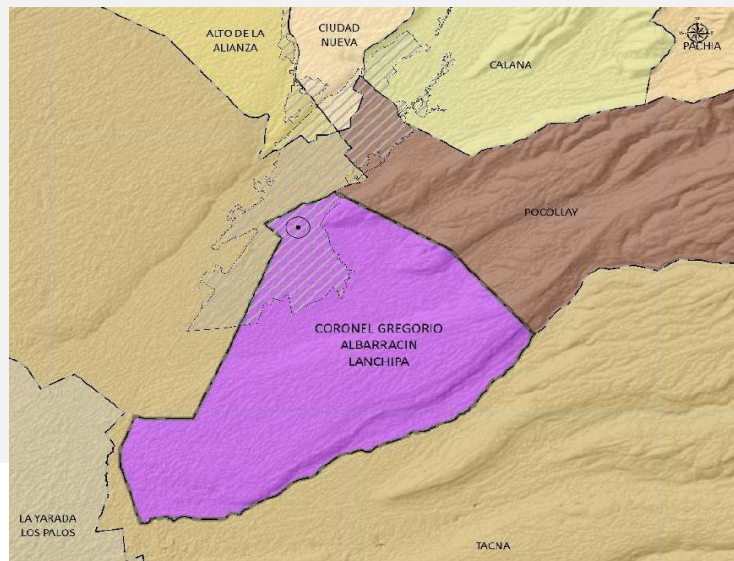 ALTO DE LA
ALIANZA
CIUDAD
NUEVA
CALANA
PACHIA
POCOLLAY
CORONEL GREGORIO
ALBARRACIN
LANCHIPA
LA YARADA
LOS PALOS
TACNA